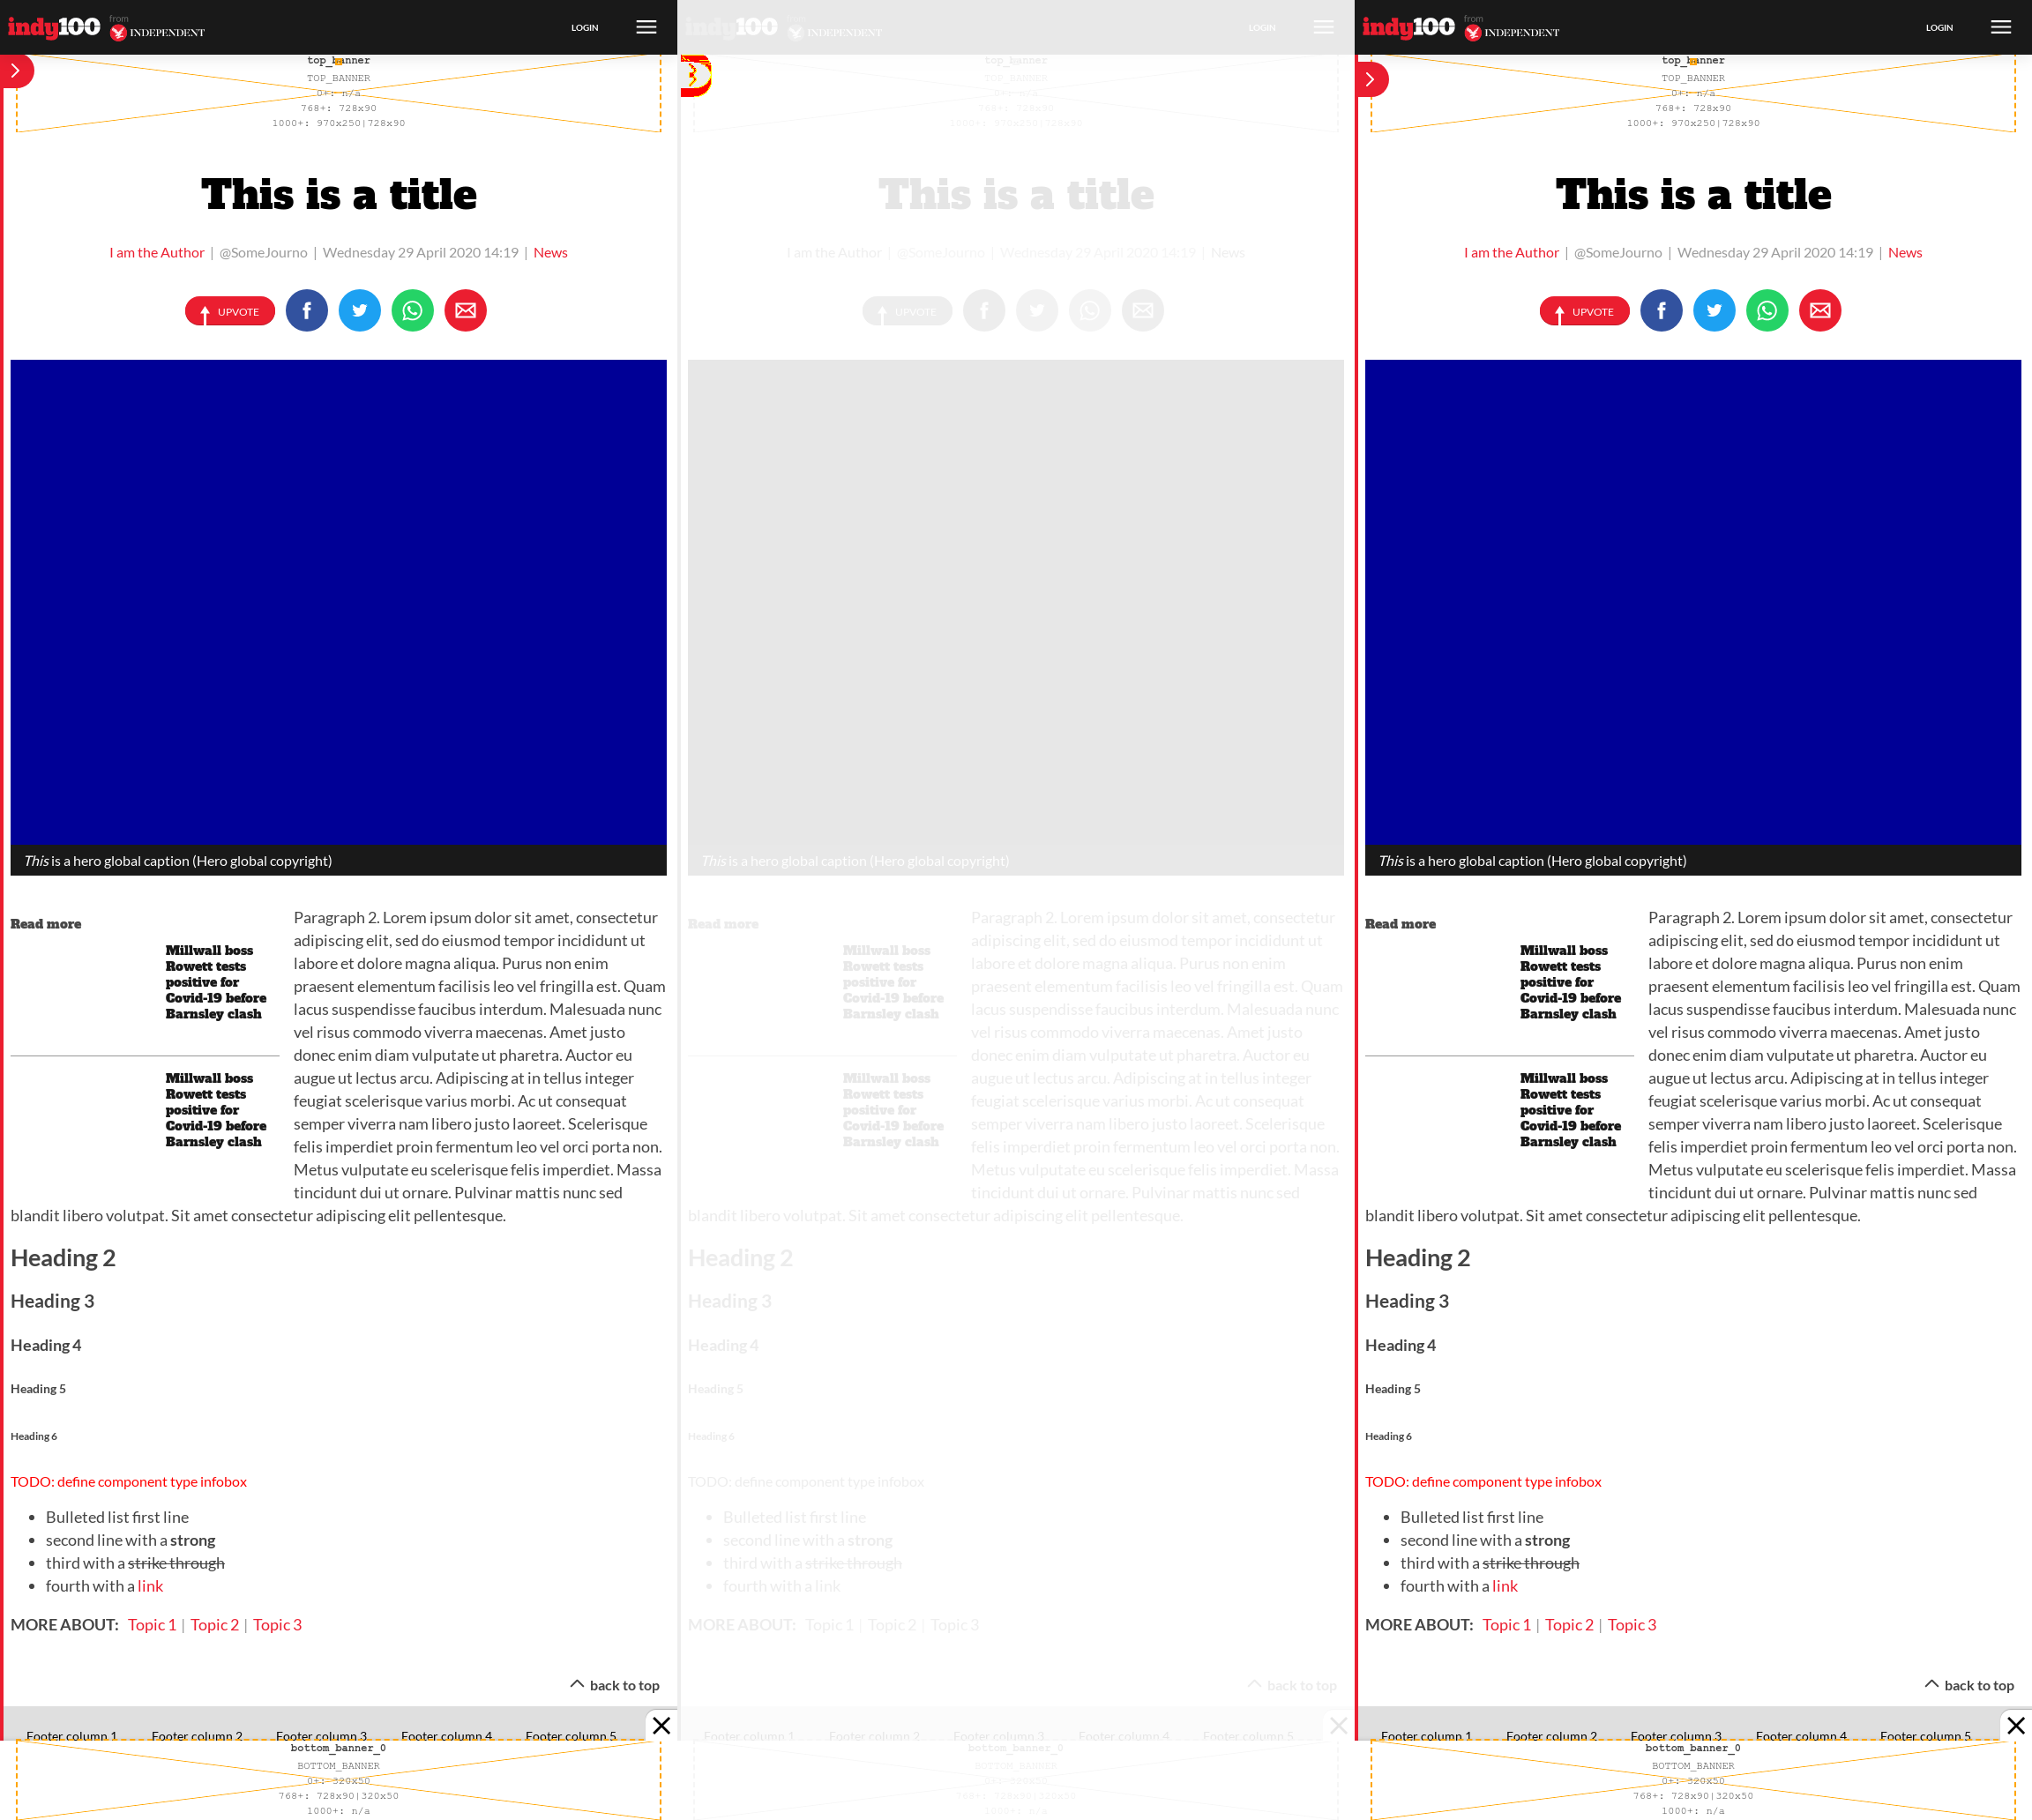 indy100
from
INDEPENDENT
LOGIN
top_banner
TOP_BANNER
0+: n/a
768+: 728x90
1000+: 970x250|728x90
This is a title
I am the Author | @SomeJourno | Wednesday 29 April 2020 14:19 | News
UPVOTE
This is a hero global caption (Hero global copyright)
Read more
Millwall boss
Rowett tests
positive for
Covid-19 before
Barnsley clash
Millwall boss
Rowett tests
positive for
Covid-19 before
Barnsley clash
Paragraph 2. Lorem ipsum dolor sit amet, consectetur
adipiscing elit, sed do eiusmod tempor incididunt ut
labore et dolore magna aliqua. Purus non enim
praesent elementum facilisis leo vel fringilla est. Quam
lacus suspendisse faucibus interdum. Malesuada nunc
vel risus commodo viverra maecenas. Amet justo
donec enim diam vulputate ut pharetra. Auctor eu
augue ut lectus arcu. Adipiscing at in tellus integer
feugiat scelerisque varius morbi. Ac ut consequat
semper viverra nam libero justo laoreet. Scelerisque
felis imperdiet proin fermentum leo vel orci porta non.
Metus vulputate eu scelerisque felis imperdiet. Massa
tincidunt dui ut ornare. Pulvinar mattis nunc sed
blandit libero volutpat. Sit amet consectetur adipiscing elit pellentesque.
Heading 2
Heading 3
Heading 4
Heading 5
Heading 6
TODO: define component type infobox
Bulleted list first line
second line with a strong
third with a strike through
fourth with a link
MORE ABOUT: Topic 1 | Topic 2 | Topic 3
back to top
Footer column 1 Footer column 2 Footer column 3 Footer column 4 Footer column 5
bottom_banner_0
BOTTOM_BANNER
0+: 320x50
768+: 728x90|320x50
1000+: n/a
indy100
INDEPENDENT
LOGIN
top_banner
TOP_BANNER
0+: n/a
768+: 728x90
1000+: 970x250|728x90
This is a title
I am the Author | @SomeJourno | Wednesday 29 April 2020 14:19 | News
UPVOTE
This is a hero global caption (Hero global copyright)
Read more
Millwall boss
Rowett tests
positive for
Covid-19 before
Barnsley clash
Millwall boss
Rowett tests
positive for
Covid-19 before
Barnsley clash
Paragraph 2. Lorem ipsum dolor sit amet, consectetur
adipiscing elit, sed do eiusmod tempor incididunt ut
labore et dolore magna aliqua. Purus non enim
praesent elementum facilisis leo vel fringilla est. Quam
lacus suspendisse faucibus interdum. Malesuada nunc
vel risus commodo viverra maecenas. Amet justo
donec enim diam vulputate ut pharetra. Auctor eu
augue ut lectus arcu. Adipiscing at in tellus integer
feugiat scelerisque varius morbi. Ac ut consequat
semper viverra nam libero justo laoreet. Scelerisque
felis imperdiet proin fermentum leo vel orci porta non.
Metus vulputate eu scelerisque felis imperdiet. Massa
tincidunt dui ut ornare. Pulvinar mattis nunc sed
blandit libero volutpat. Sit amet consectetur adipiscing elit pellentesque.
Heading 2
Heading 3
Heading 4
Heading 5
Heading 6
TODO: define component type infobox
Bulleted list first line
second line with a strong
third with a strike through
fourth with a link
MORE ABOUT: Topic 1 | Topic 2 | Topic 3
back to top
Footer column 1 Footer column 2 Footer column 3 Footer column 4 Footer column 5
bottom_banner_0
BOTTOM_BANNER
768+: 728x90|320x50
1000+: n/a
indy100
from
INDEPENDENT
LOGIN
top_banner
TOP_BANNER
0+: n/a
768+: 728x90
1000+: 970x250|728x90
This is a title
I am the Author | @SomeJourno | Wednesday 29 April 2020 14:19 | News
UPVOTE
This is a hero global caption (Hero global copyright)
Read more
Millwall boss
Rowett tests
positive for
Covid-19 before
Barnsley clash
Millwall boss
Rowett tests
positive for
Covid-19 before
Barnsley clash
Paragraph 2. Lorem ipsum dolor sit amet, consectetur
adipiscing elit, sed do eiusmod tempor incididunt ut
labore et dolore magna aliqua. Purus non enim
praesent elementum facilisis leo vel fringilla est. Quam
lacus suspendisse faucibus interdum. Malesuada nunc
vel risus commodo viverra maecenas. Amet justo
donec enim diam vulputate ut pharetra. Auctor eu
augue ut lectus arcu. Adipiscing at in tellus integer
feugiat scelerisque varius morbi. Ac ut consequat
semper viverra nam libero justo laoreet. Scelerisque
felis imperdiet proin fermentum leo vel orci porta non.
Metus vulputate eu scelerisque felis imperdiet. Massa
tincidunt dui ut ornare. Pulvinar mattis nunc sed
blandit libero volutpat. Sit amet consectetur adipiscing elit pellentesque.
Heading 2
Heading 3
Heading 4
Heading 5
Heading 6
TODO: define component type infobox
Bulleted list first line
second line with a strong
third with a strike through
fourth with a link
MORE ABOUT: Topic 1 | Topic 2 | Topic 3
back to top
Footer column 1 Footer column 2 Footer column 3 Footer column 4 Footer column 5
bottom_banner_0
BOTTOM_BANNER
0+: 320x50
768+: 728x90|320x50
1000+: n/a